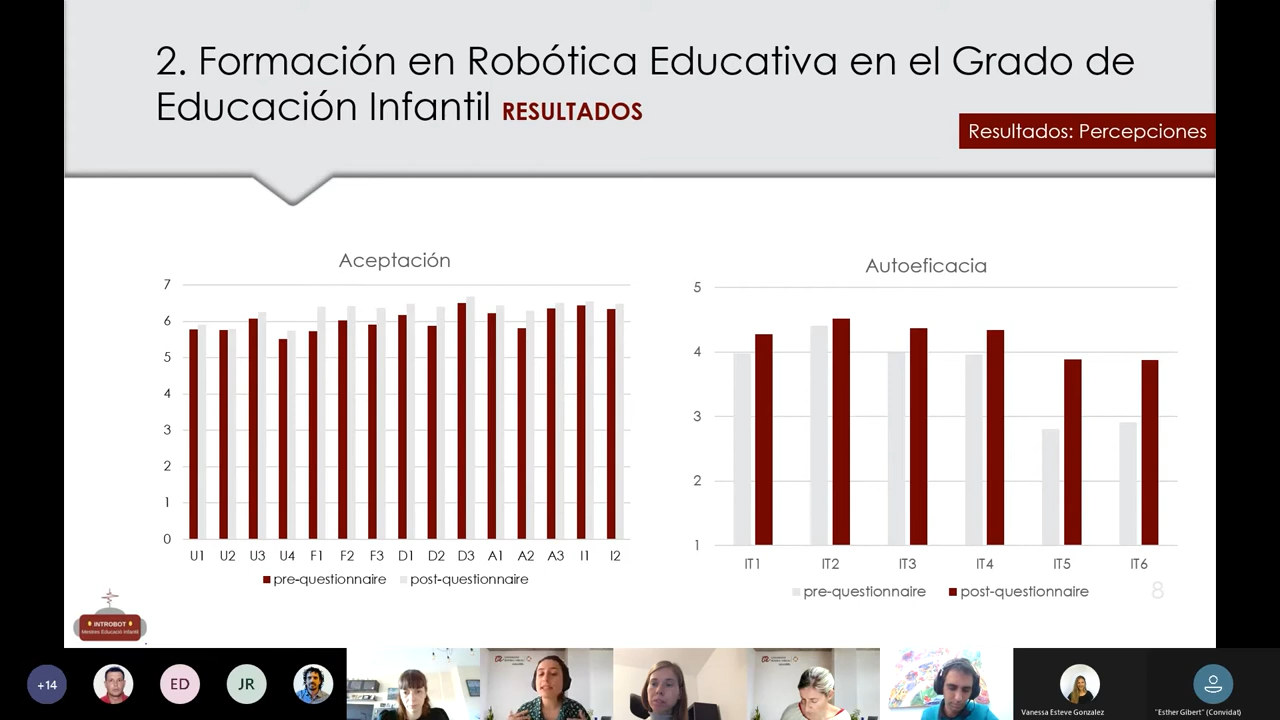 2. Formación en Robótica Educativa en el Grado de
Educación Infantil RESULTADOS
Resultados: Percepciones
Aceptación
7
6
5
4
3
2
1
0
U1 U2 U3 U4 F1 F2 F3 D1 D2 D3 A1 A2 A3 I1 I2
pre-questionnaire post-questionnaire
Autoeficacia
5
4
3
2
1
IT1 IT2 IT3 IT4 IT5 IT6
pre-questionnaire post-questionnaire
8
INTROBOT
Mestres Educació Infantil
+14
ED
JR
Vanessa Esteve Gonzalez
"Esther Gibert" (Convidat)